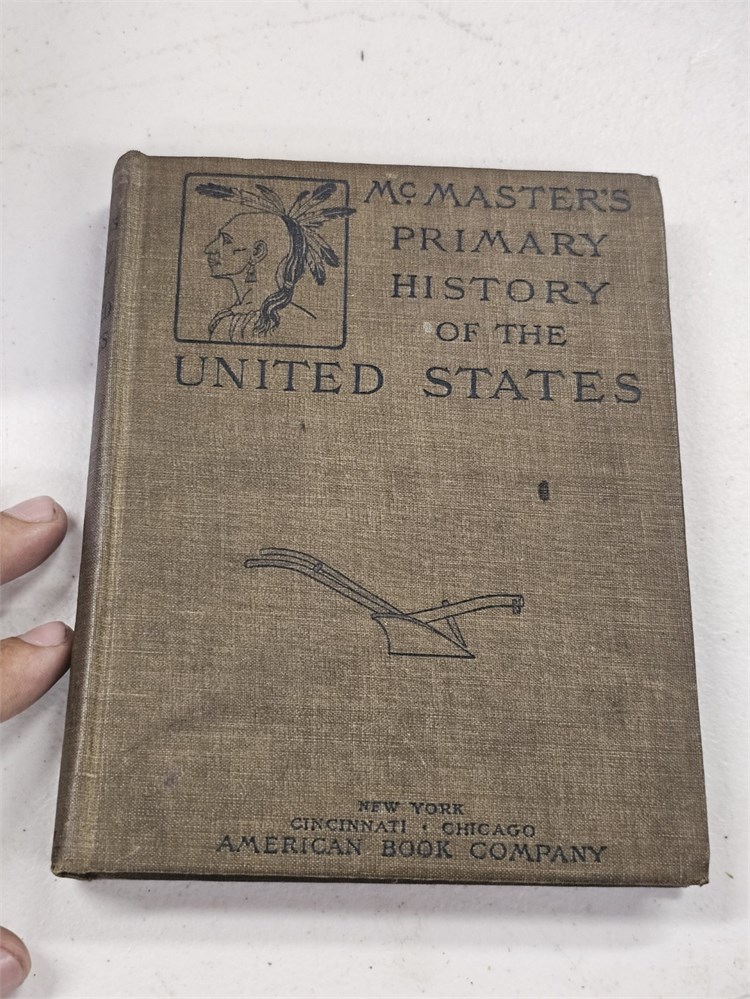 McMASTER'S
PRIMARY
HISTORY
OF THE
UNITED STATES
NEW YORK
CINCINNATI • CHICAGO
AMERICAN BOOK COMPANY